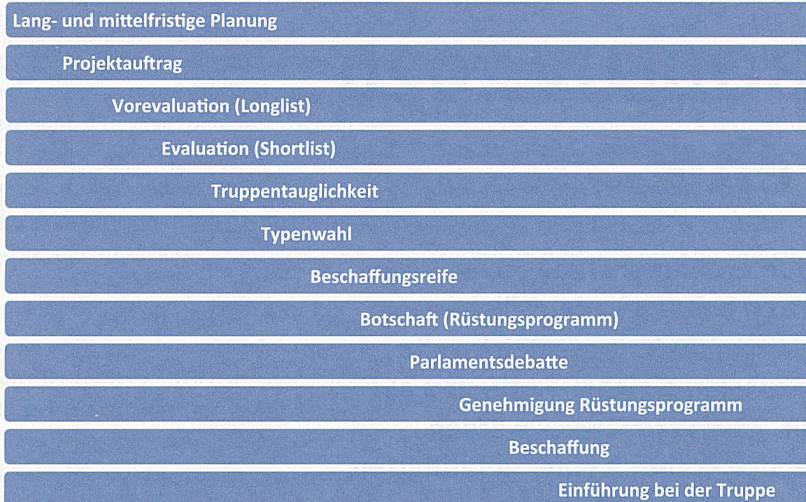 Lang- und mittelfristige Planung
Projektauftrag
Vorevaluation (Longlist)
Evaluation (Shortlist)
Truppentauglichkeit
Typenwahl
Beschaffungsreife
Botschaft (Rüstungsprogramm)
Parlamentsdebatte
Genehmigung Rüstungsprogramm
Beschaffung
Einführung bei der Truppe